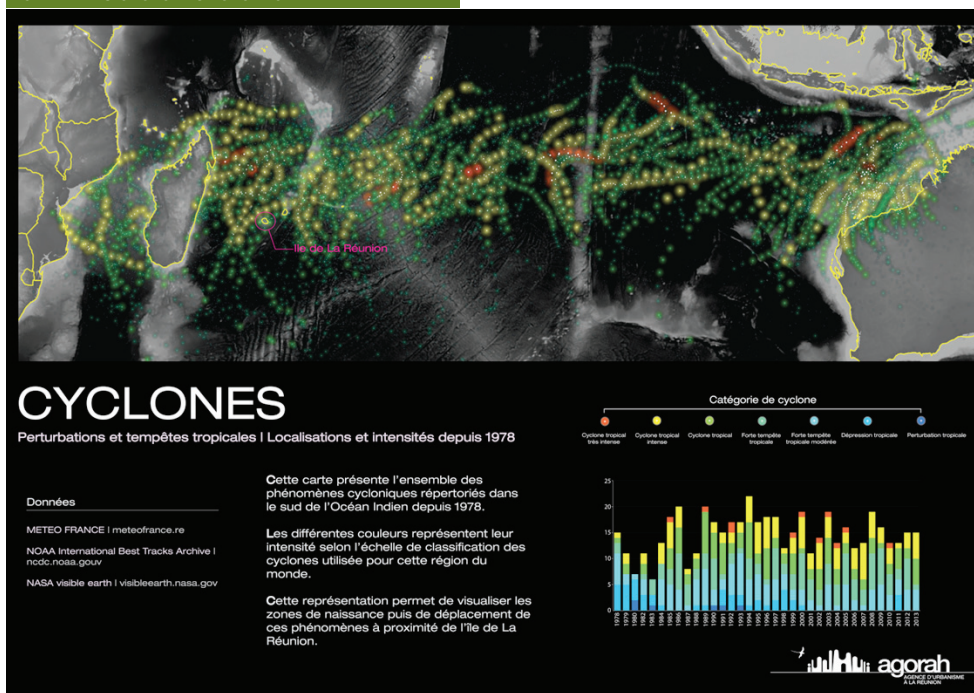 Ile de La Réunion
CYCLONES
Perturbations et tempêtes tropicales I Localisations et intensités depuis 1978
Données
METEO FRANCE I meteofrance.re
NOAA International Best Tracks Archive I
ncdc.noaa.gouv
NASA visible earth I visibleearth.nasa.gov
Cette carte présente l'ensemble des
phénomènes cycloniques répertoriés dans
le sud de l'Océan Indien depuis 1978.
Les différentes couleurs représentent leur
intensité selon l'échelle de classification des
cyclones utilisée pour cette région du
monde.
Cette représentation permet de visualiser les
zones de naissance puis de déplacement de
ces phénomènes à proximité de l'île de La
Réunion.
Catégorie de cyclone
Cyclone tropical
très intense
Cyclone tropical
intense
Cyclone tropical
Forte tempête
tropicale
Forte tempête
tropicale modérée
Dépression tropicale
Perturbation tropicale
25
20
15
10
5
0
1978
1979
1980
1982
1983
1984
1985
1986
1987
1988
1989
1990
1991
1992
1993
1994
1995
1996
1997
1998
1999
2000
2001
2002
2003
2004
2005
2006
2007
2008
2009
2010
2011
2012
2013
agorah
AGENCE D'URBANISME
À LA RÉUNION